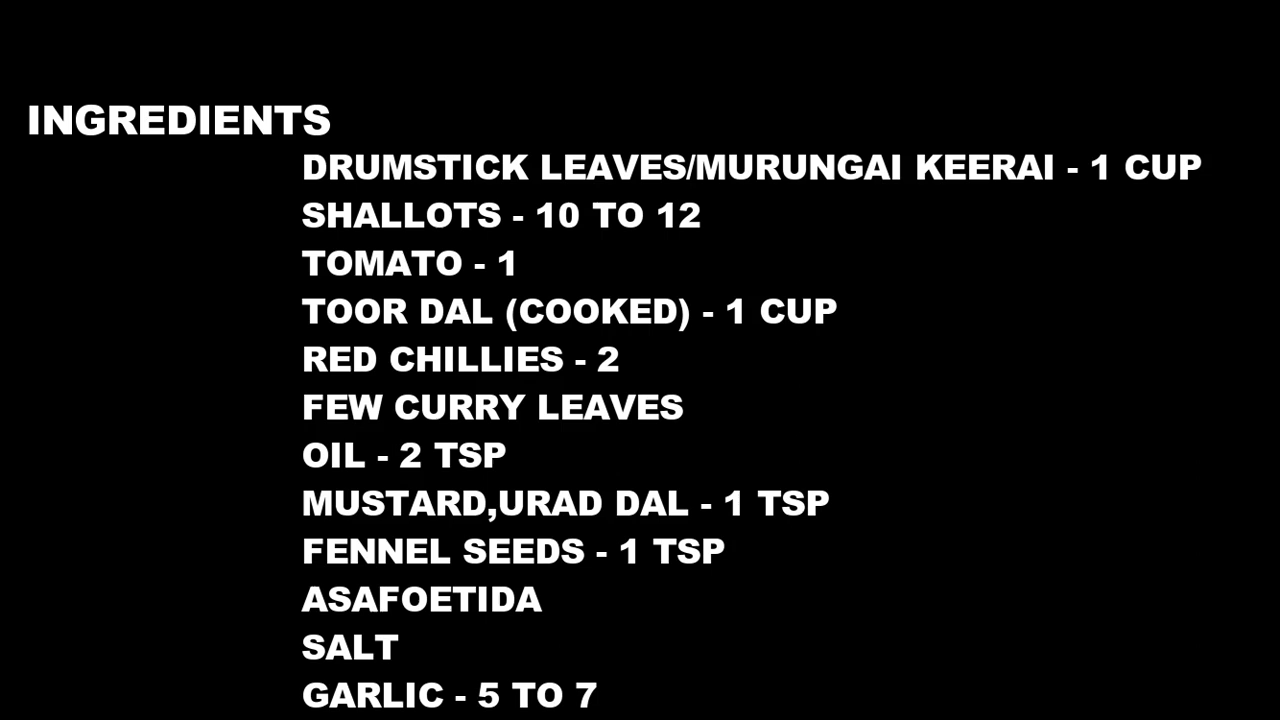 INGREDIENTS
DRUMSTICK LEAVES/MURUNGAI KEERAI - 1 CUP
SHALLOTS - 10 TO 12
TOMATO - 1
TOOR DAL (COOKED) - 1 CUP
RED CHILLIES - 2
FEW CURRY LEAVES
OIL - 2 TSP
MUSTARD,URAD DAL - 1 TSP
FENNEL SEEDS - 1 TSP
ASAFOETIDA
SALT
GARLIC - 5 TO 7